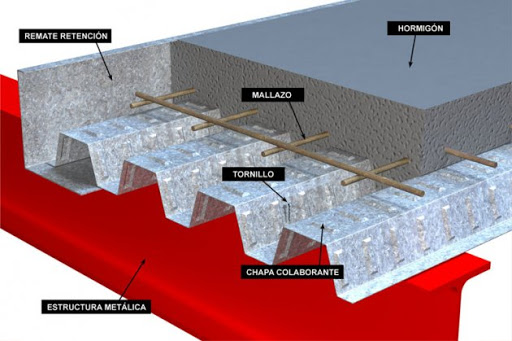 HORMIGÓN
REMATE RETENCIÓN
MALLAZO
TORNILLO
CHAPA COLABORANTE
ESTRUCTURA METÁLICA